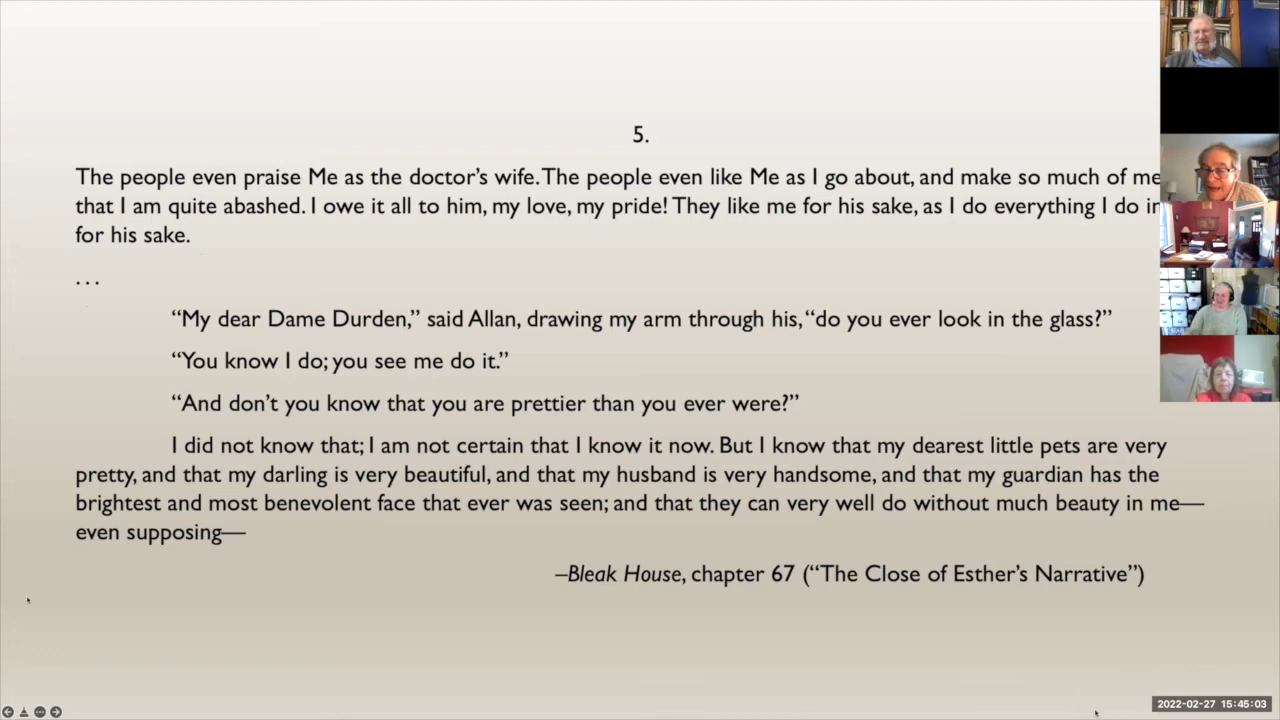 5.
The people even praise Me as the doctor’s wife. The people even like Me as I go about, and make so much of me
that I am quite abashed. I owe it all to him, my love, my pride! They like me for his sake, as I do everything I do in
for his sake.
…
“My dear Dame Durden,” said Allan, drawing my arm through his, “do you ever look in the glass?”
“You know I do; you see me do it.”
“And don’t you know that you are prettier than you ever were?”
I did not know that; I am not certain that I know it now. But I know that my dearest little pets are very
pretty, and that my darling is very beautiful, and that my husband is very handsome, and that my guardian has the
brightest and most benevolent face that ever was seen; and that they can very well do without much beauty in me—
even supposing—
–Bleak House, chapter 67 (“The Close of Esther’s Narrative”)
2022-02-27 15:45:03